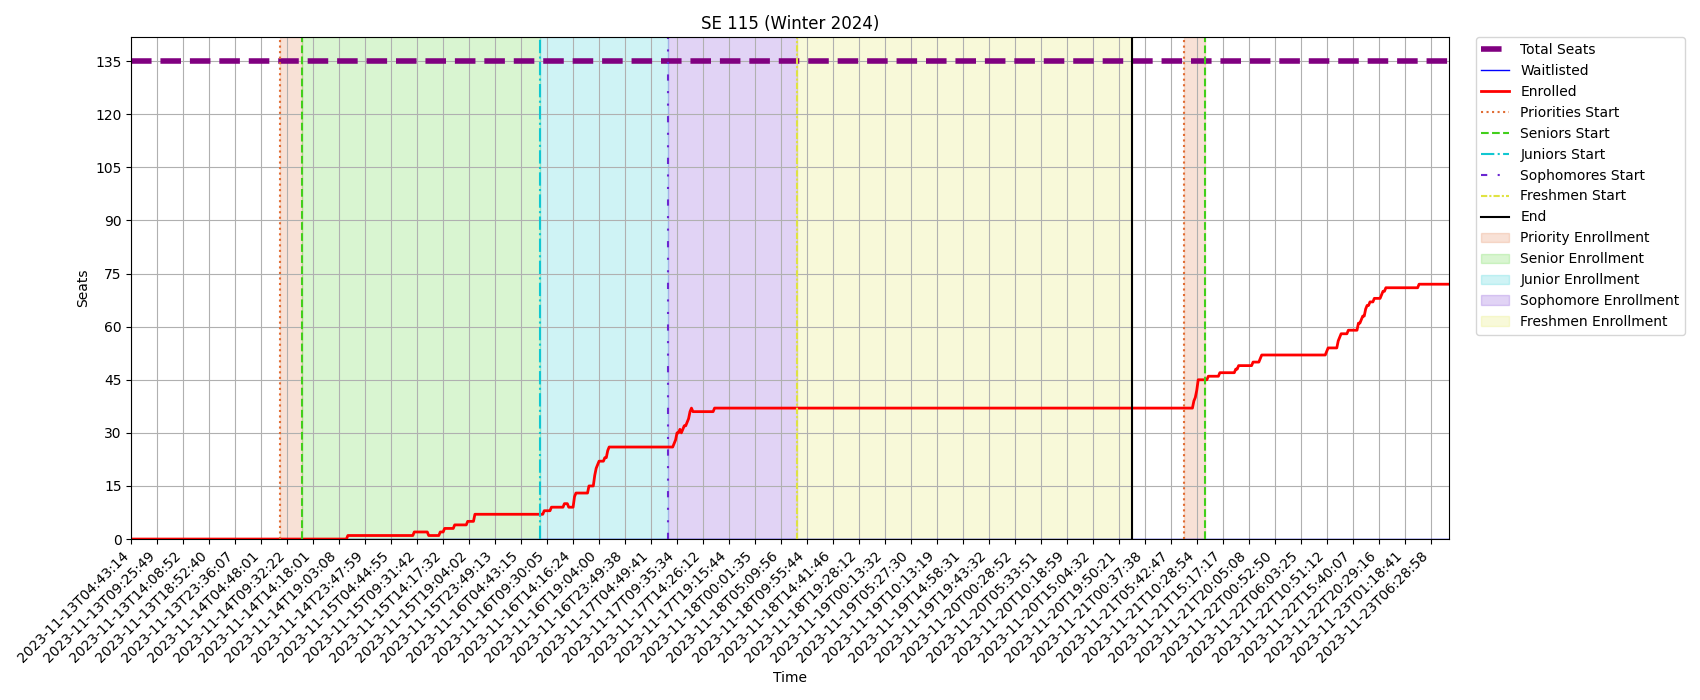 SE 115 (Winter 2024)
135
120
105
90
75
60
45
30
15
0
Seats
2023-11-13T04:43:14
2023-11-13T09:25:49
2023-11-13T14:08:52
2023-11-13T18:52:40
2023-11-13T23:36:07
2023-11-14T04:48:01
2023-11-14T09:32:22
2023-11-14T14:18:01
2023-11-14T19:03:08
2023-11-14T23:47:59
2023-11-15T04:44:55
2023-11-15T09:31:42
2023-11-15T14:17:32
2023-11-15T19:04:02
2023-11-15T23:49:13
2023-11-16T04:43:15
2023-11-16T09:30:05
2023-11-16T14:16:24
2023-11-16T19:04:00
2023-11-16T23:49:38
2023-11-17T04:49:41
2023-11-17T09:35:34
2023-11-17T14:26:12
2023-11-17T19:15:44
2023-11-18T00:01:35
2023-11-18T05:09:56
2023-11-18T09:55:44
2023-11-18T14:41:46
2023-11-18T19:28:12
2023-11-19T00:13:32
2023-11-19T05:27:30
2023-11-19T10:13:19
2023-11-19T14:58:31
2023-11-19T19:43:32
2023-11-20T00:28:52
2023-11-20T05:33:51
2023-11-20T10:18:59
2023-11-20T15:04:32
2023-11-20T19:50:21
2023-11-21T00:37:38
2023-11-21T05:42:47
2023-11-21T10:28:54
2023-11-21T15:17:17
2023-11-21T20:05:08
2023-11-22T00:52:50
2023-11-22T06:03:25
2023-11-22T10:51:12
2023-11-22T15:40:07
2023-11-22T20:29:16
2023-11-23T01:18:41
2023-11-23T06:28:58
Time
Total Seats
Waitlisted
Enrolled
Priorities Start
Seniors Start
Juniors Start
Sophomores Start
Freshmen Start
End
Priority Enrollment
Senior Enrollment
Junior Enrollment
Sophomore Enrollment
Freshmen Enrollment